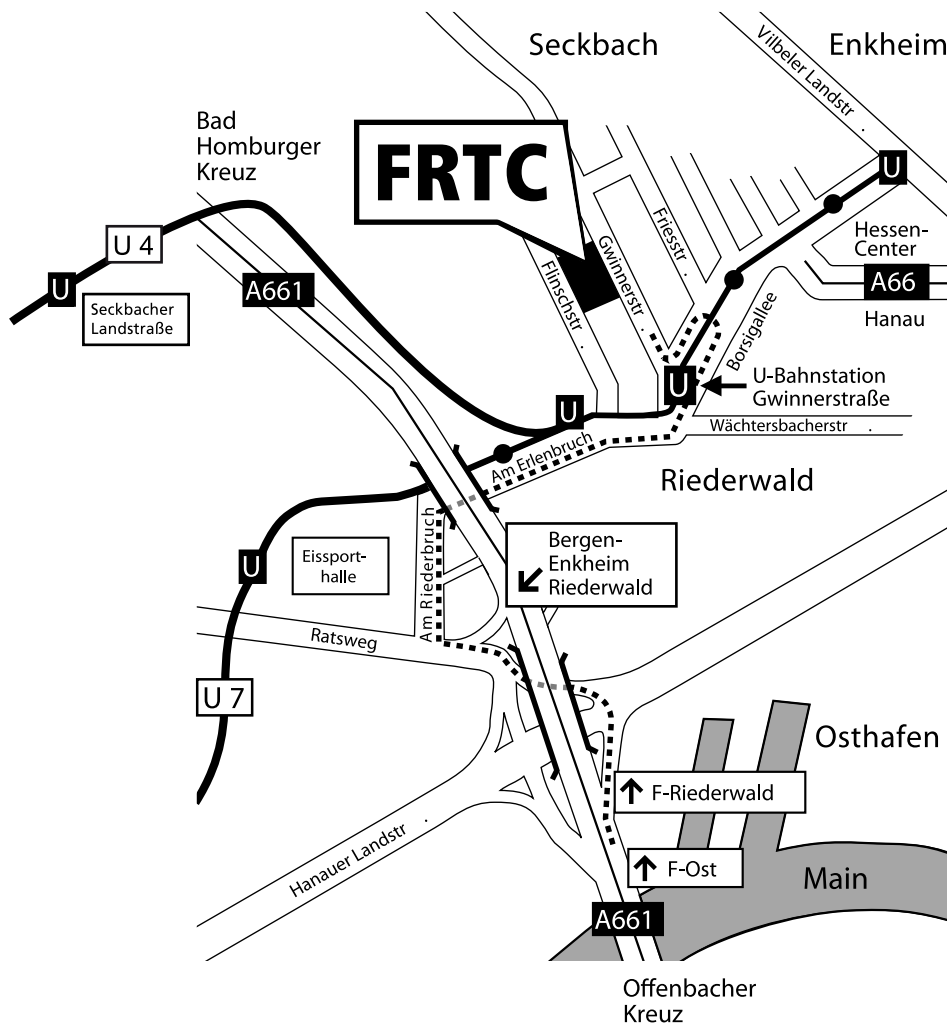 Seckbach
Enkheim
Vilbeler Landstr.
Bad
Homburger
Kreuz
FRTC
U
U 4
U
Seckbacher
Landstraße
A661
Flinschstr.
Gwinnerstr.
Friesstr.
Hessen-
Center
A66
Hanau
Borsigallee
U
U-Bahnstation
Gwinnerstraße
U
Wächtersbacherstr.
Am Erlenbruch
Riederwald
Am Riederbruch
Eissport-
halle
U
Bergen-
Enkheim
Riederwald
Ratsweg
U 7
Osthafen
F-Riederwald
Hanauer Landstr.
F-Ost
Main
A661
Offenbacher
Kreuz